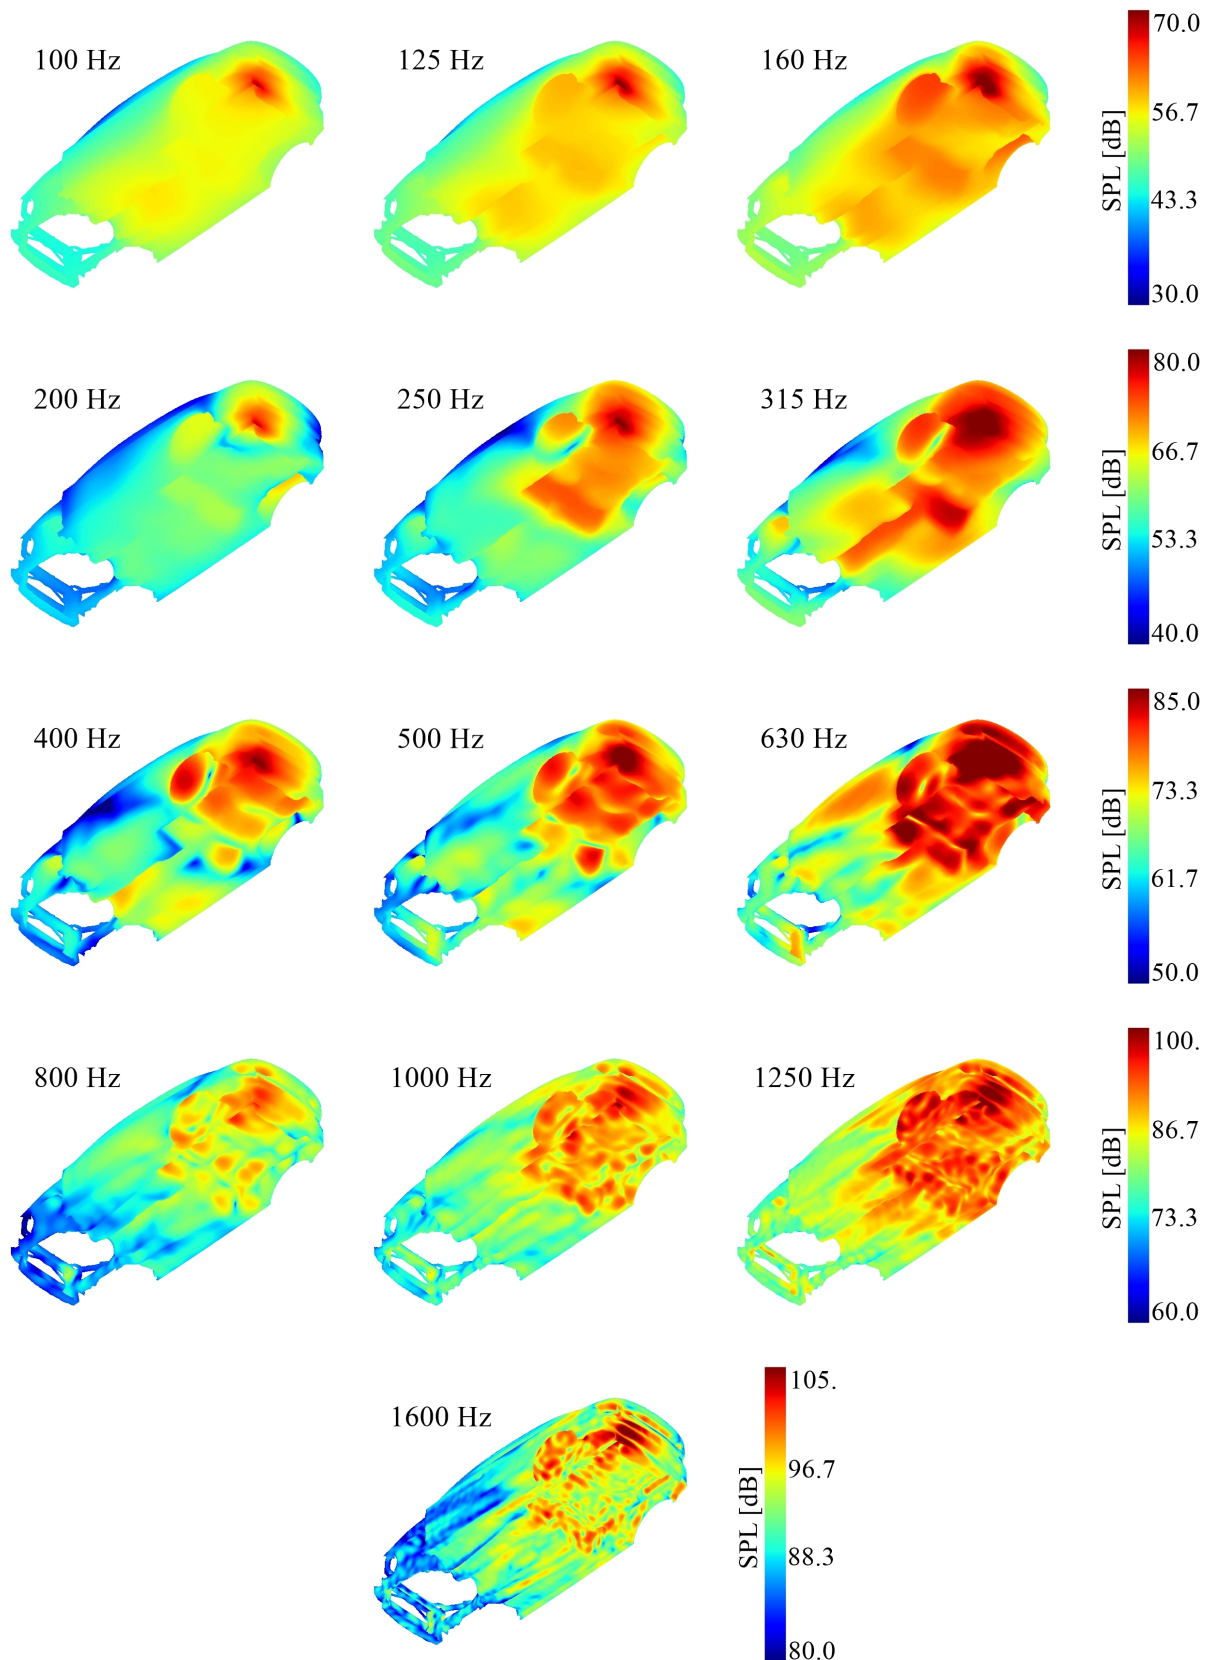 100 Hz
125 Hz
160 Hz
SPL [dB]
70.0
56.7
43.3
30.0
200 Hz
250 Hz
315 Hz
SPL [dB]
80.0
66.7
53.3
40.0
400 Hz
500 Hz
630 Hz
SPL [dB]
85.0
73.3
61.7
50.0
800 Hz
1000 Hz
1250 Hz
SPL [dB]
100.
86.7
73.3
60.0
1600 Hz
SPL [dB]
105.
96.7
88.3
80.0